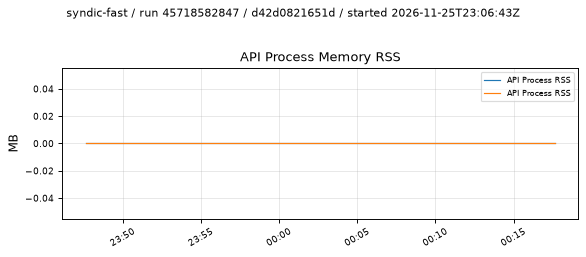 syndic-fast / run 45718582847 / d42d0821651d / started 2026-11-25T23:06:43Z
API Process Memory RSS
API Process RSS
API Process RSS
MB
0.04
0.02
0.00
−0.02
−0.04
23:50
23:55
00:00
00:05
00:10
00:15